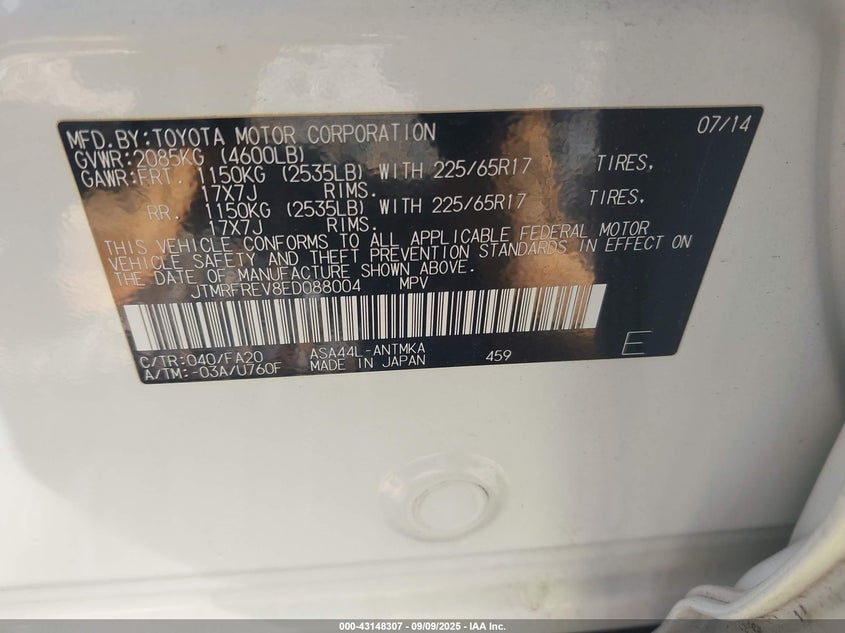 07/14
MFD.BY:TOYOTA MOTOR CORPORATION
GVWR:2085KG (4600LB)
GAWR:FRT. 1150KG (2535LB) WITH 225/65R17 TIRES,
17X7J RIMS.
RR. 1150KG (2535LB) WITH 225/65R17 TIRES,
17X7J RIMS.
THIS VEHICLE CONFORMS TO ALL APPLICABLE FEDERAL MOTOR
VEHICLE SAFETY AND THEFT PREVENTION STANDARDS IN EFFECT ON
THE DATE OF MANUFACTURE SHOWN ABOVE.
JTMRFREV8ED088004 MPV
C/TR:040/FA20 ASA44L-ANTMKA 459 E
A/TM:-03A/U760F MADE IN JAPAN
000-43148307 - 09/09/2025 - IAA Inc.